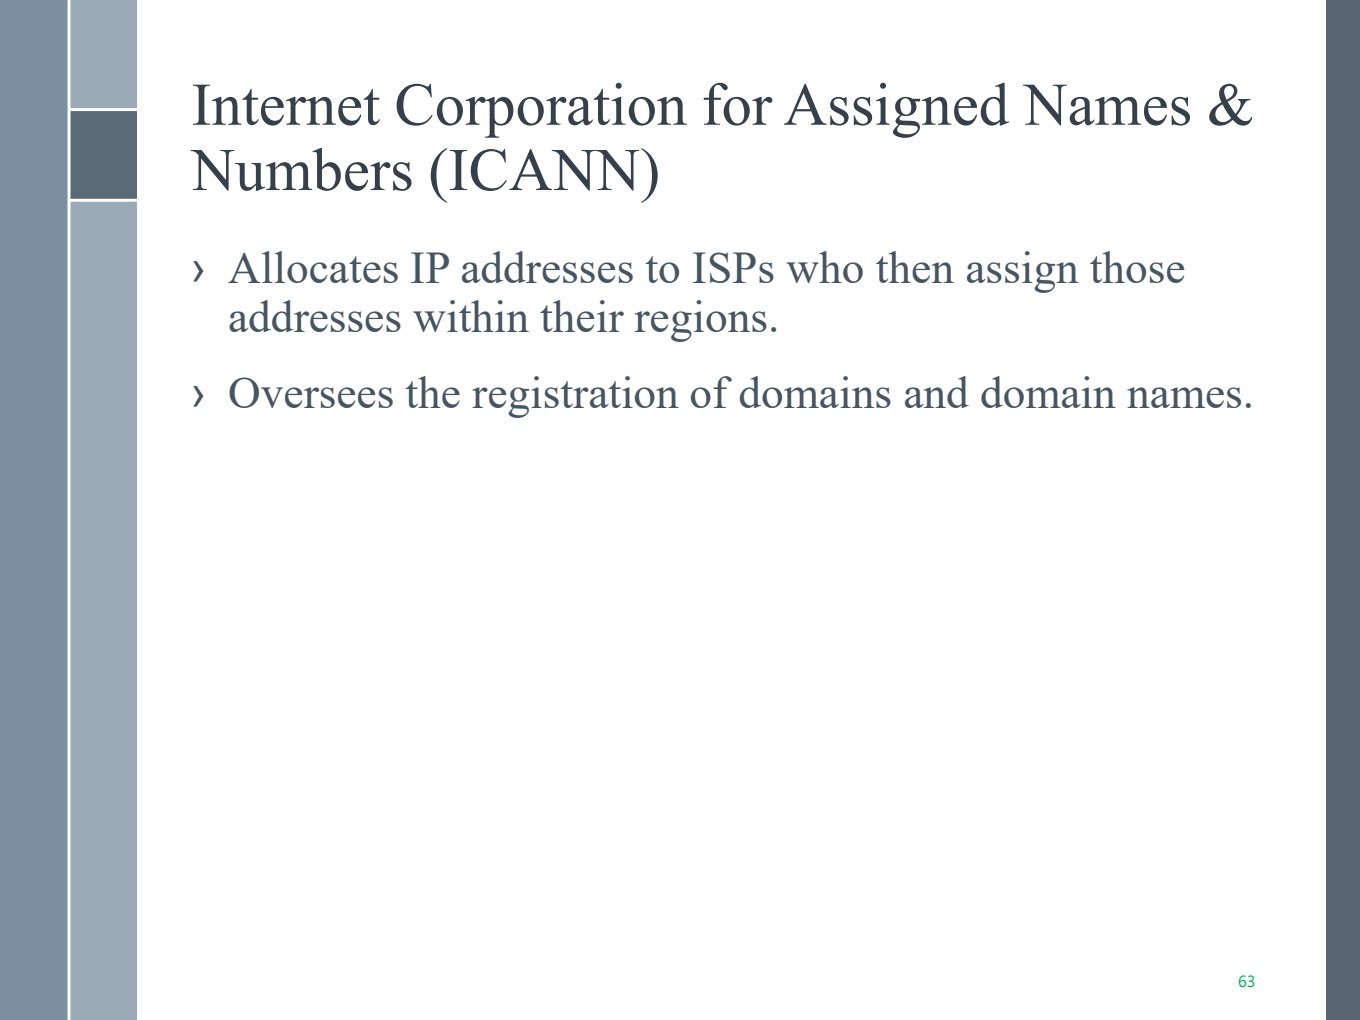 Internet Corporation for Assigned Names &
Numbers (ICANN)
› Allocates IP addresses to ISPs who then assign those
addresses within their regions.
› Oversees the registration of domains and domain names.
63